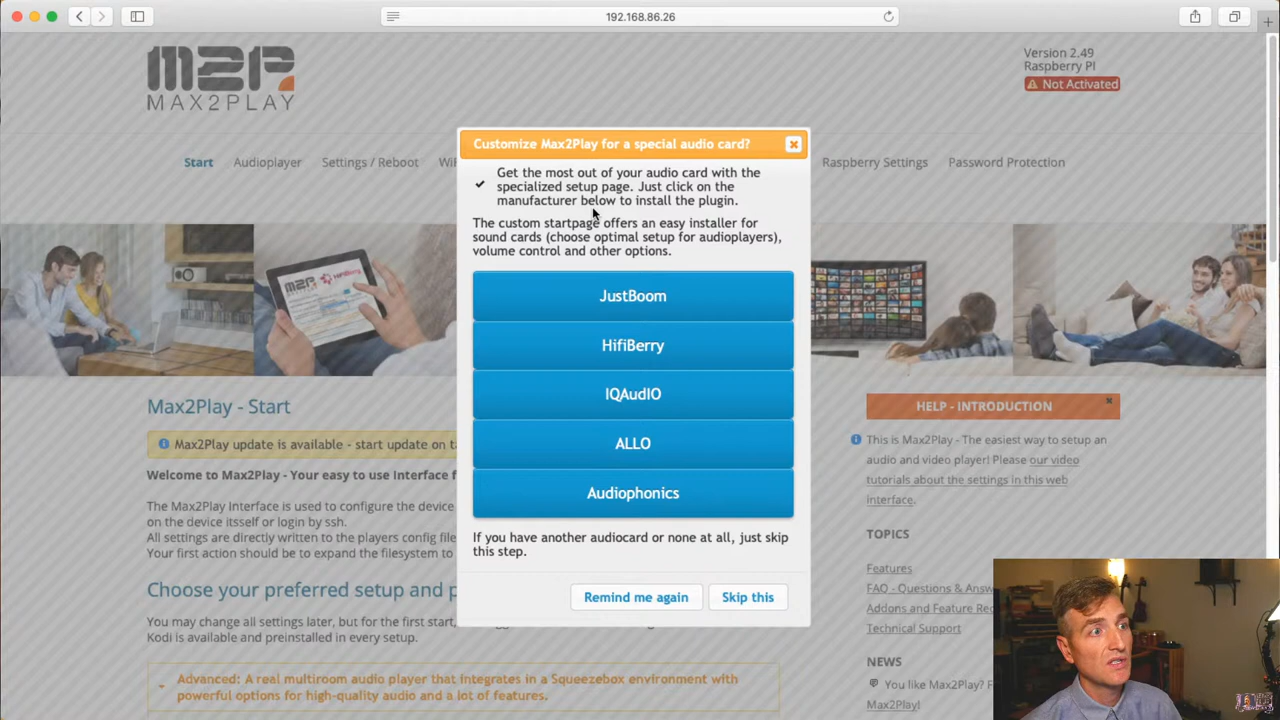 192.168.86.26
M2P
MAX2PLAY
Version 2.49
Raspberry PI
Not Activated
Start
Audioplayer
Settings / Reboot
Raspberry Settings
Password Protection
Customize Max2Play for a special audio card?
Get the most out of your audio card with the
specialized setup page. Just click on the
manufacturer below to install the plugin.
The custom startpage offers an easy installer for
sound cards (choose optimal setup for audioplayers),
volume control and other options.
JustBoom
HifiBerry
IQAudIO
ALLO
Audiophonics
If you have another audiocard or none at all, just skip
this step.
Remind me again
Skip this
M2P HifiBerry
Max2Play - Start
Max2Play update is available - start update on
Welcome to Max2Play - Your easy to use Interface
The Max2Play Interface is used to configure the device
on the device itsself or login by ssh.
All settings are directly written to the players config
Your first action should be to expand the filesystem to
Choose your preferred setup and
You may change all settings later, but for the first start,
Kodi is available and preinstalled in every setup.
Advanced: A real multiroom audio player that integrates in a Squeezebox environment with
powerful options for high-quality audio and a lot of features.
HELP - INTRODUCTION
This is Max2Play - The easiest way to setup an
audio and video player! Please our video
tutorials about the settings in this web
interface.
TOPICS
Features
FAQ - Questions &
Addons and Feature
Technical Support
NEWS
You like Max2Play?
Max2Play!